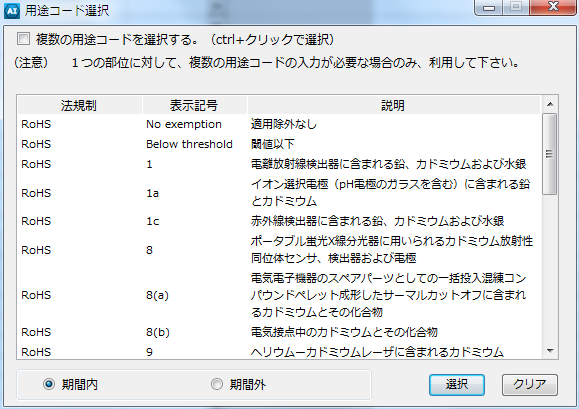 AI 用途コード選択
複数の用途コードを選択する。（ctrl+クリックで選択）
（注意）　１つの部位に対して、複数の用途コードの入力が必要な場合のみ、利用して下さい。
法規制 表示記号 説明
RoHS No exemption 適用除外なし
RoHS Below threshold 閾値以下
RoHS 1 電離放射線検出器に含まれる鉛、カドミウムおよび水銀
RoHS 1a イオン選択電極（pH電極のガラスを含む）に含まれる鉛
とカドミウム
RoHS 1c 赤外線検出器に含まれる鉛、カドミウムおよび水銀
RoHS 8 ポータブル蛍光X線分光器に用いられるカドミウム放射性
同位体センサ、検出器および電極
RoHS 8(a) 電気電子機器のスペアパーツとしての一括投入混練コン
パウンドペレット成形したサーマルカットオフに含まれ
るカドミウムとその化合物
RoHS 8(b) 電気接点中のカドミウムとその化合物
RoHS 9 ヘリウムーカドミウムレーザに含まれるカドミウム
期間内 期間外 選択 クリア